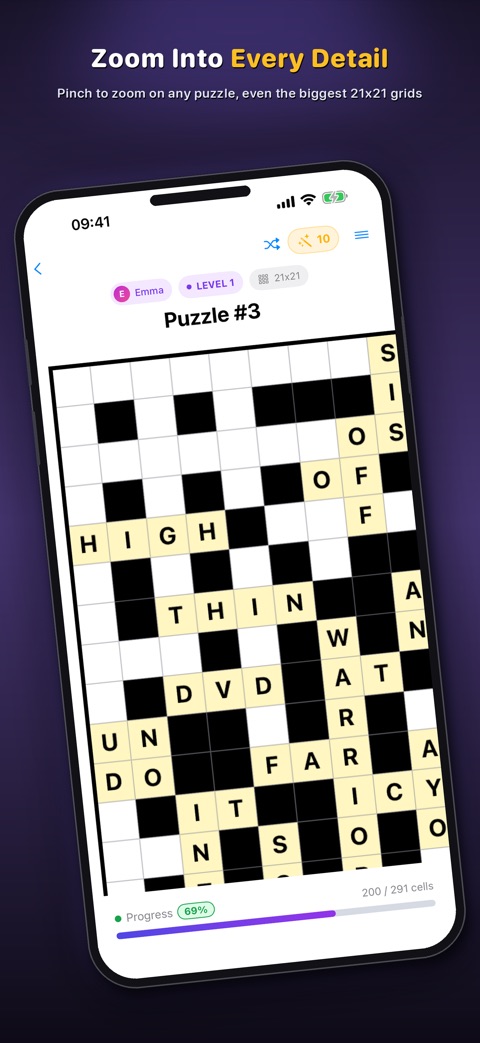 Zoom Into Every Detail
Pinch to zoom on any puzzle, even the biggest 21x21 grids
09:41
10
E Emma • LEVEL 1 21x21
Puzzle #3
S
I
O S
O F
H I G H F
T H I N A
W N
D V D A T
U N R
D O F A R R A
I T I C Y
N S O O
Progress 69% 200 / 291 cells